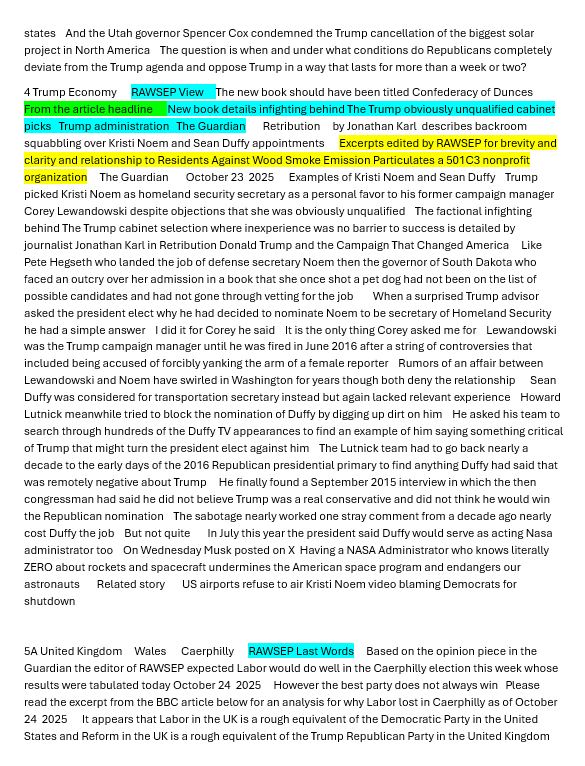 states And the Utah governor Spencer Cox condemned the Trump cancellation of the biggest solar
project in North America The question is when and under what conditions do Republicans completely
deviate from the Trump agenda and oppose Trump in a way that lasts for more than a week or two?
4 Trump Economy RAWSEP View The new book should have been titled Confederacy of Dunces
From the article headline New book details infighting behind The Trump obviously unqualified cabinet
picks Trump administration The Guardian Retribution by Jonathan Karl describes backroom
squabbling over Kristi Noem and Sean Duffy appointments Excerpts edited by RAWSEP for brevity and
clarity and relationship to Residents Against Wood Smoke Emission Particulates a 501C3 nonprofit
organization The Guardian October 23 2025 Examples of Kristi Noem and Sean Duffy Trump
picked Kristi Noem as homeland security secretary as a personal favor to his former campaign manager
Corey Lewandowski despite objections that she was obviously unqualified The factional infighting
behind The Trump cabinet selection where inexperience was no barrier to success is detailed by
journalist Jonathan Karl in Retribution Donald Trump and the Campaign That Changed America Like
Pete Hegseth who landed the job of defense secretary Noem then the governor of South Dakota who
faced an outcry over her admission in a book that she once shot a pet dog had not been on the list of
possible candidates and had not gone through vetting for the job When a surprised Trump advisor
asked the president elect why he had decided to nominate Noem to be secretary of Homeland Security
he had a simple answer I did it for Corey he said It is the only thing Corey asked me for Lewandowski
was the Trump campaign manager until he was fired in June 2016 after a string of controversies that
included being accused of forcibly yanking the arm of a female reporter Rumors of an affair between
Lewandowski and Noem have swirled in Washington for years though both deny the relationship Sean
Duffy was considered for transportation secretary instead but again lacked relevant experience Howard
Lutnick meanwhile tried to block the nomination of Duffy by digging up dirt on him He asked his team to
search through hundreds of the Duffy TV appearances to find an example of him saying something critical
of Trump that might turn the president elect against him The Lutnick team had to go back nearly a
decade to the early days of the 2016 Republican presidential primary to find anything Duffy had said that
was remotely negative about Trump He finally found a September 2015 interview in which the then
congressman had said he did not believe Trump was a real conservative and did not think he would win
the Republican nomination The sabotage nearly worked one stray comment from a decade ago nearly
cost Duffy the job But not quite In July this year the president said Duffy would serve as acting Nasa
administrator too On Wednesday Musk posted on X Having a NASA Administrator who knows literally
ZERO about rockets and spacecraft undermines the American space program and endangers our
astronauts Related story US airports refuse to air Kristi Noem video blaming Democrats for
shutdown
5A United Kingdom Wales Caerphilly RAWSEP Last Words Based on the opinion piece in the
Guardian the editor of RAWSEP expected Labor would do well in the Caerphilly election this week whose
results were tabulated today October 24 2025 However the best party does not always win Please
read the excerpt from the BBC article below for an analysis for why Labor lost in Caerphilly as of October
24 2025 It appears that Labor in the UK is a rough equivalent of the Democratic Party in the United
States and Reform in the UK is a rough equivalent of the Trump Republican Party in the United Kingdom